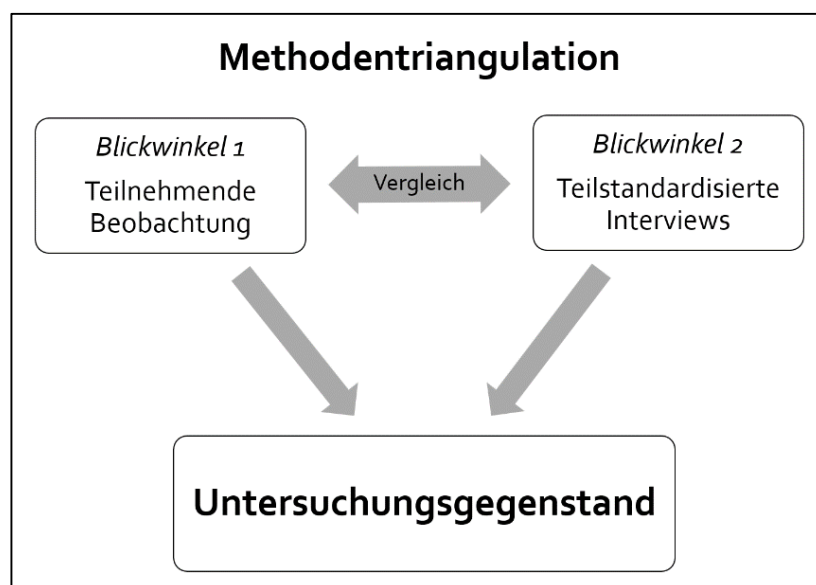 Methodentriangulation
Blickwinkel 1
Teilnehmende
Beobachtung
Vergleich
Blickwinkel 2
Teilstandardisierte
Interviews
Untersuchungsgegenstand